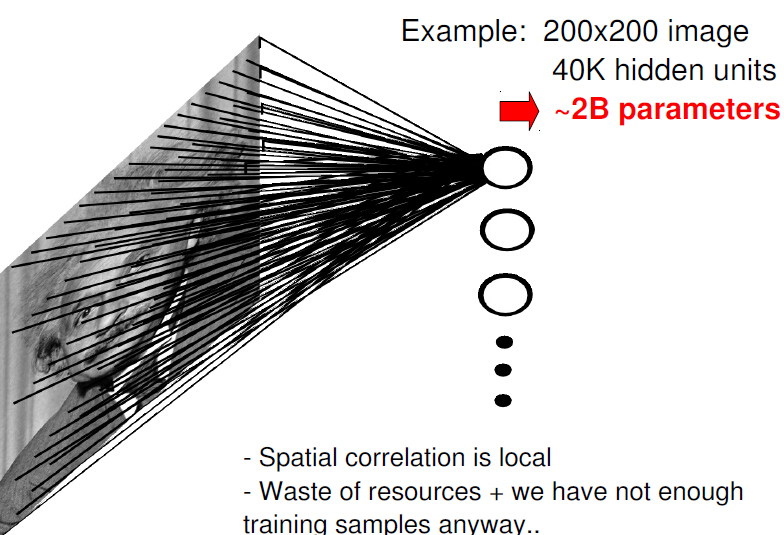 Example: 200x200 image
40K hidden units
~2B parameters
- Spatial correlation is local
- Waste of resources + we have not enough
training samples anyway..